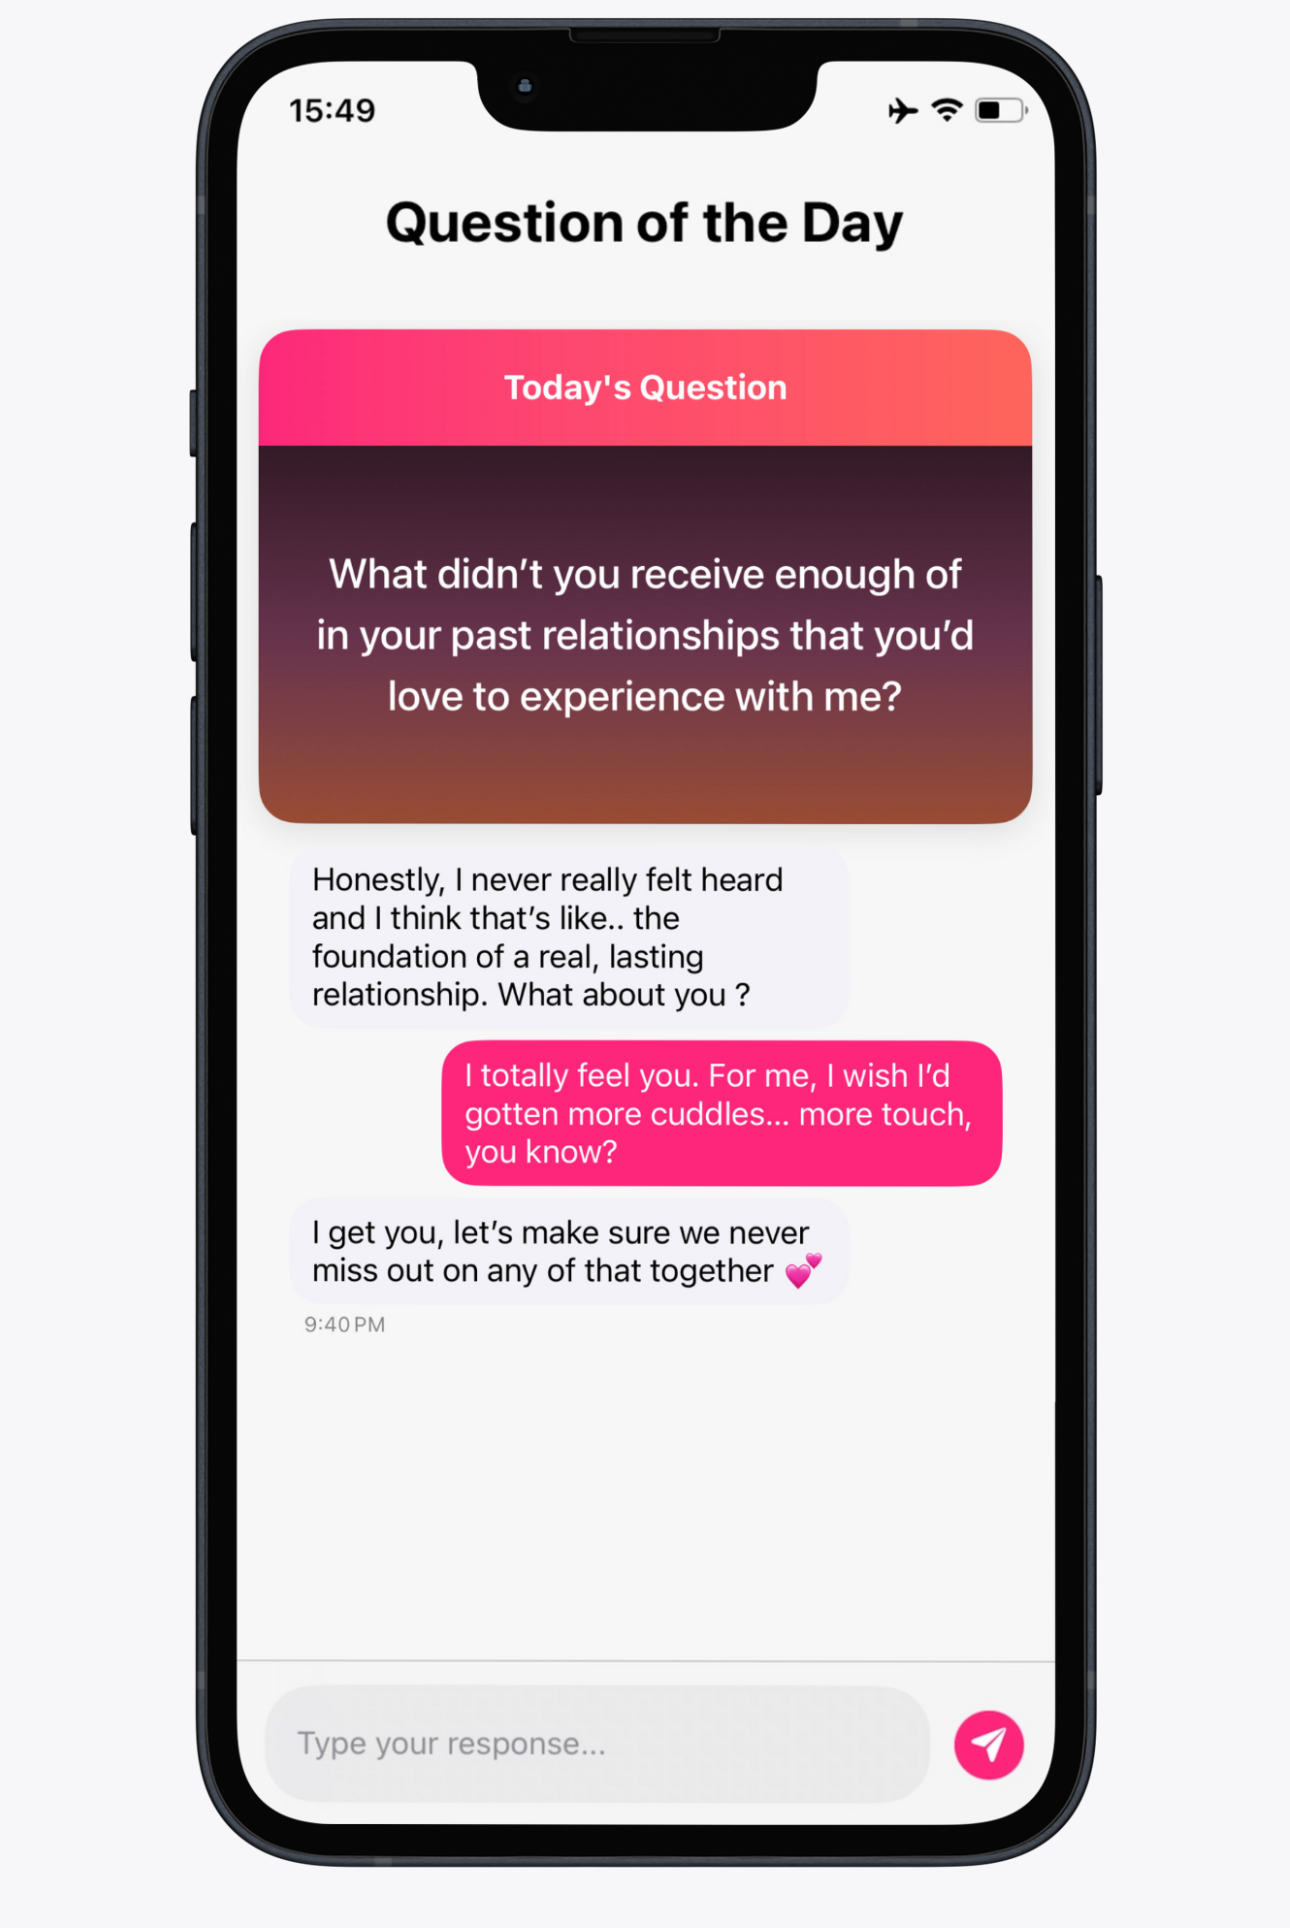 15:49
Question of the Day
Today's Question
What didn’t you receive enough of
in your past relationships that you’d
love to experience with me?
Honestly, I never really felt heard
and I think that’s like.. the
foundation of a real, lasting
relationship. What about you ?
I totally feel you. For me, I wish I’d
gotten more cuddles... more touch,
you know?
I get you, let’s make sure we never
miss out on any of that together 💕
9:40 PM
Type your response...